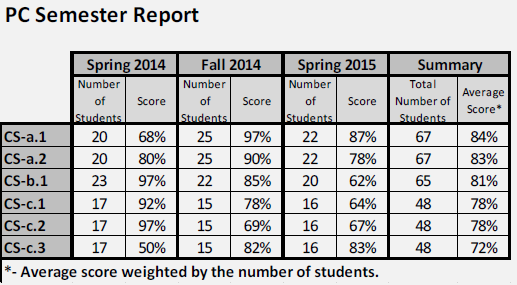 PC Semester Report
Spring 2014 Fall 2014 Spring 2015 Summary
Number of Students Score Number of Students Score Number of Students Score Total Number of Students Average Score*
CS-a.1 20 68% 25 97% 22 87% 67 84%
CS-a.2 20 80% 25 90% 22 78% 67 83%
CS-b.1 23 97% 22 85% 20 62% 65 81%
CS-c.1 17 92% 15 78% 16 64% 48 78%
CS-c.2 17 97% 15 69% 16 67% 48 78%
CS-c.3 17 50% 15 82% 16 83% 48 72%
*- Average score weighted by the number of students.